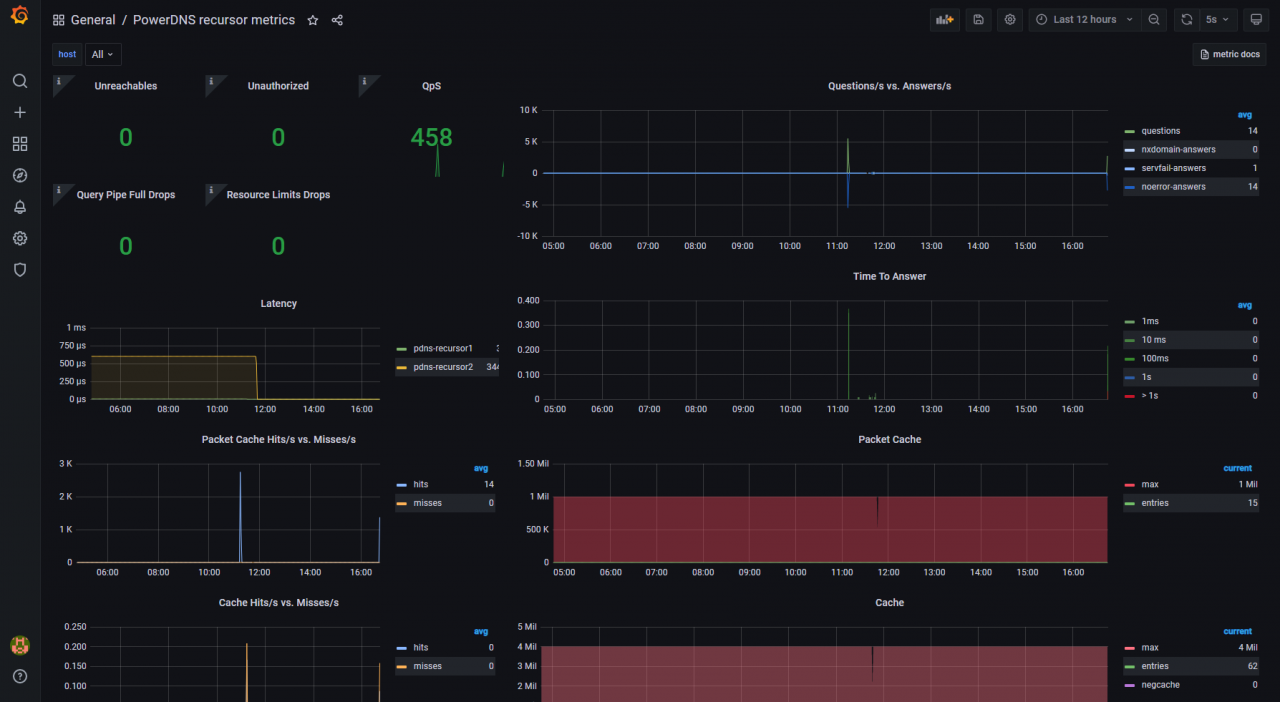 General / PowerDNS recursor metrics
Last 12 hours
5s
host
All
metric docs
Unreachables
0
Unauthorized
0
QpS
458
Query Pipe Full Drops
0
Resource Limits Drops
0
Questions/s vs. Answers/s
10 K
5 K
0
-5 K
-10 K
05:00 06:00 07:00 08:00 09:00 10:00 11:00 12:00 13:00 14:00 15:00 16:00
avg
questions 14
nxdomain-answers 0
servfail-answers 1
noerror-answers 14
Latency
1 ms
750 µs
500 µs
250 µs
0 µs
06:00 08:00 10:00 12:00 14:00 16:00
pdns-recursor1
pdns-recursor2 344
Time To Answer
0.400
0.300
0.200
0.100
0
05:00 06:00 07:00 08:00 09:00 10:00 11:00 12:00 13:00 14:00 15:00 16:00
avg
1ms 0
10 ms 0
100ms 0
1s 0
> 1s 0
Packet Cache Hits/s vs. Misses/s
3 K
2 K
1 K
0
06:00 08:00 10:00 12:00 14:00 16:00
avg
hits 14
misses 0
Packet Cache
1.50 Mil
1 Mil
500 K
0
05:00 06:00 07:00 08:00 09:00 10:00 11:00 12:00 13:00 14:00 15:00 16:00
current
max 1 Mil
entries 15
Cache Hits/s vs. Misses/s
0.250
0.200
0.150
0.100
avg
hits 0
misses 0
Cache
5 Mil
4 Mil
3 Mil
2 Mil
current
max 4 Mil
entries 62
negcache 0